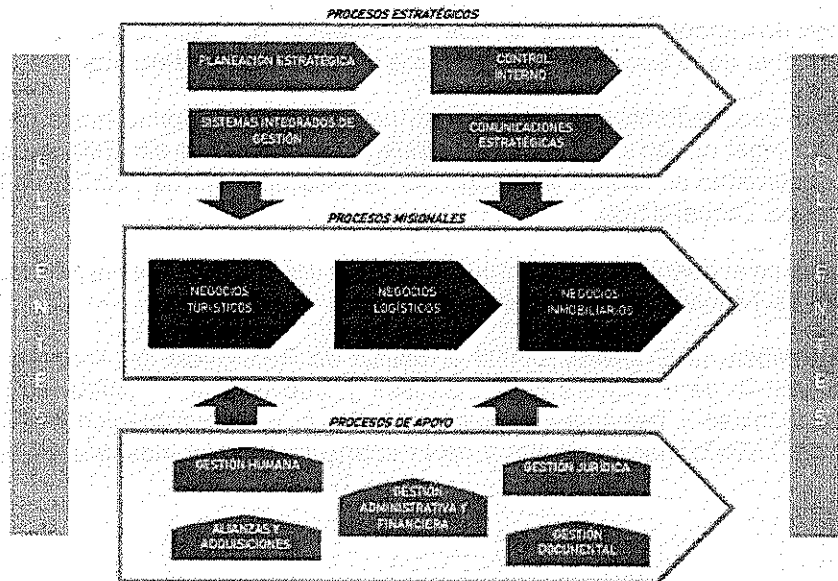 PROCESOS ESTRATÉGICOS
PLANEACIÓN ESTRATÉGICA
CONTROL
INTERNO
SISTEMAS INTEGRADOS DE
GESTIÓN
COMUNICACIONES
ESTRATÉGICAS
PROCESOS MISIONALES
NEGOCIOS
TURÍSTICOS
NEGOCIOS
LOGÍSTICOS
NEGOCIOS
INMOBILIARIOS
PROCESOS DE APOYO
GESTIÓN HUMANA
GESTIÓN JURÍDICA
GESTIÓN
ADMINISTRATIVA Y
FINANCIERA
ALIANZAS Y
ADQUISICIONES
GESTIÓN
DOCUMENTAL